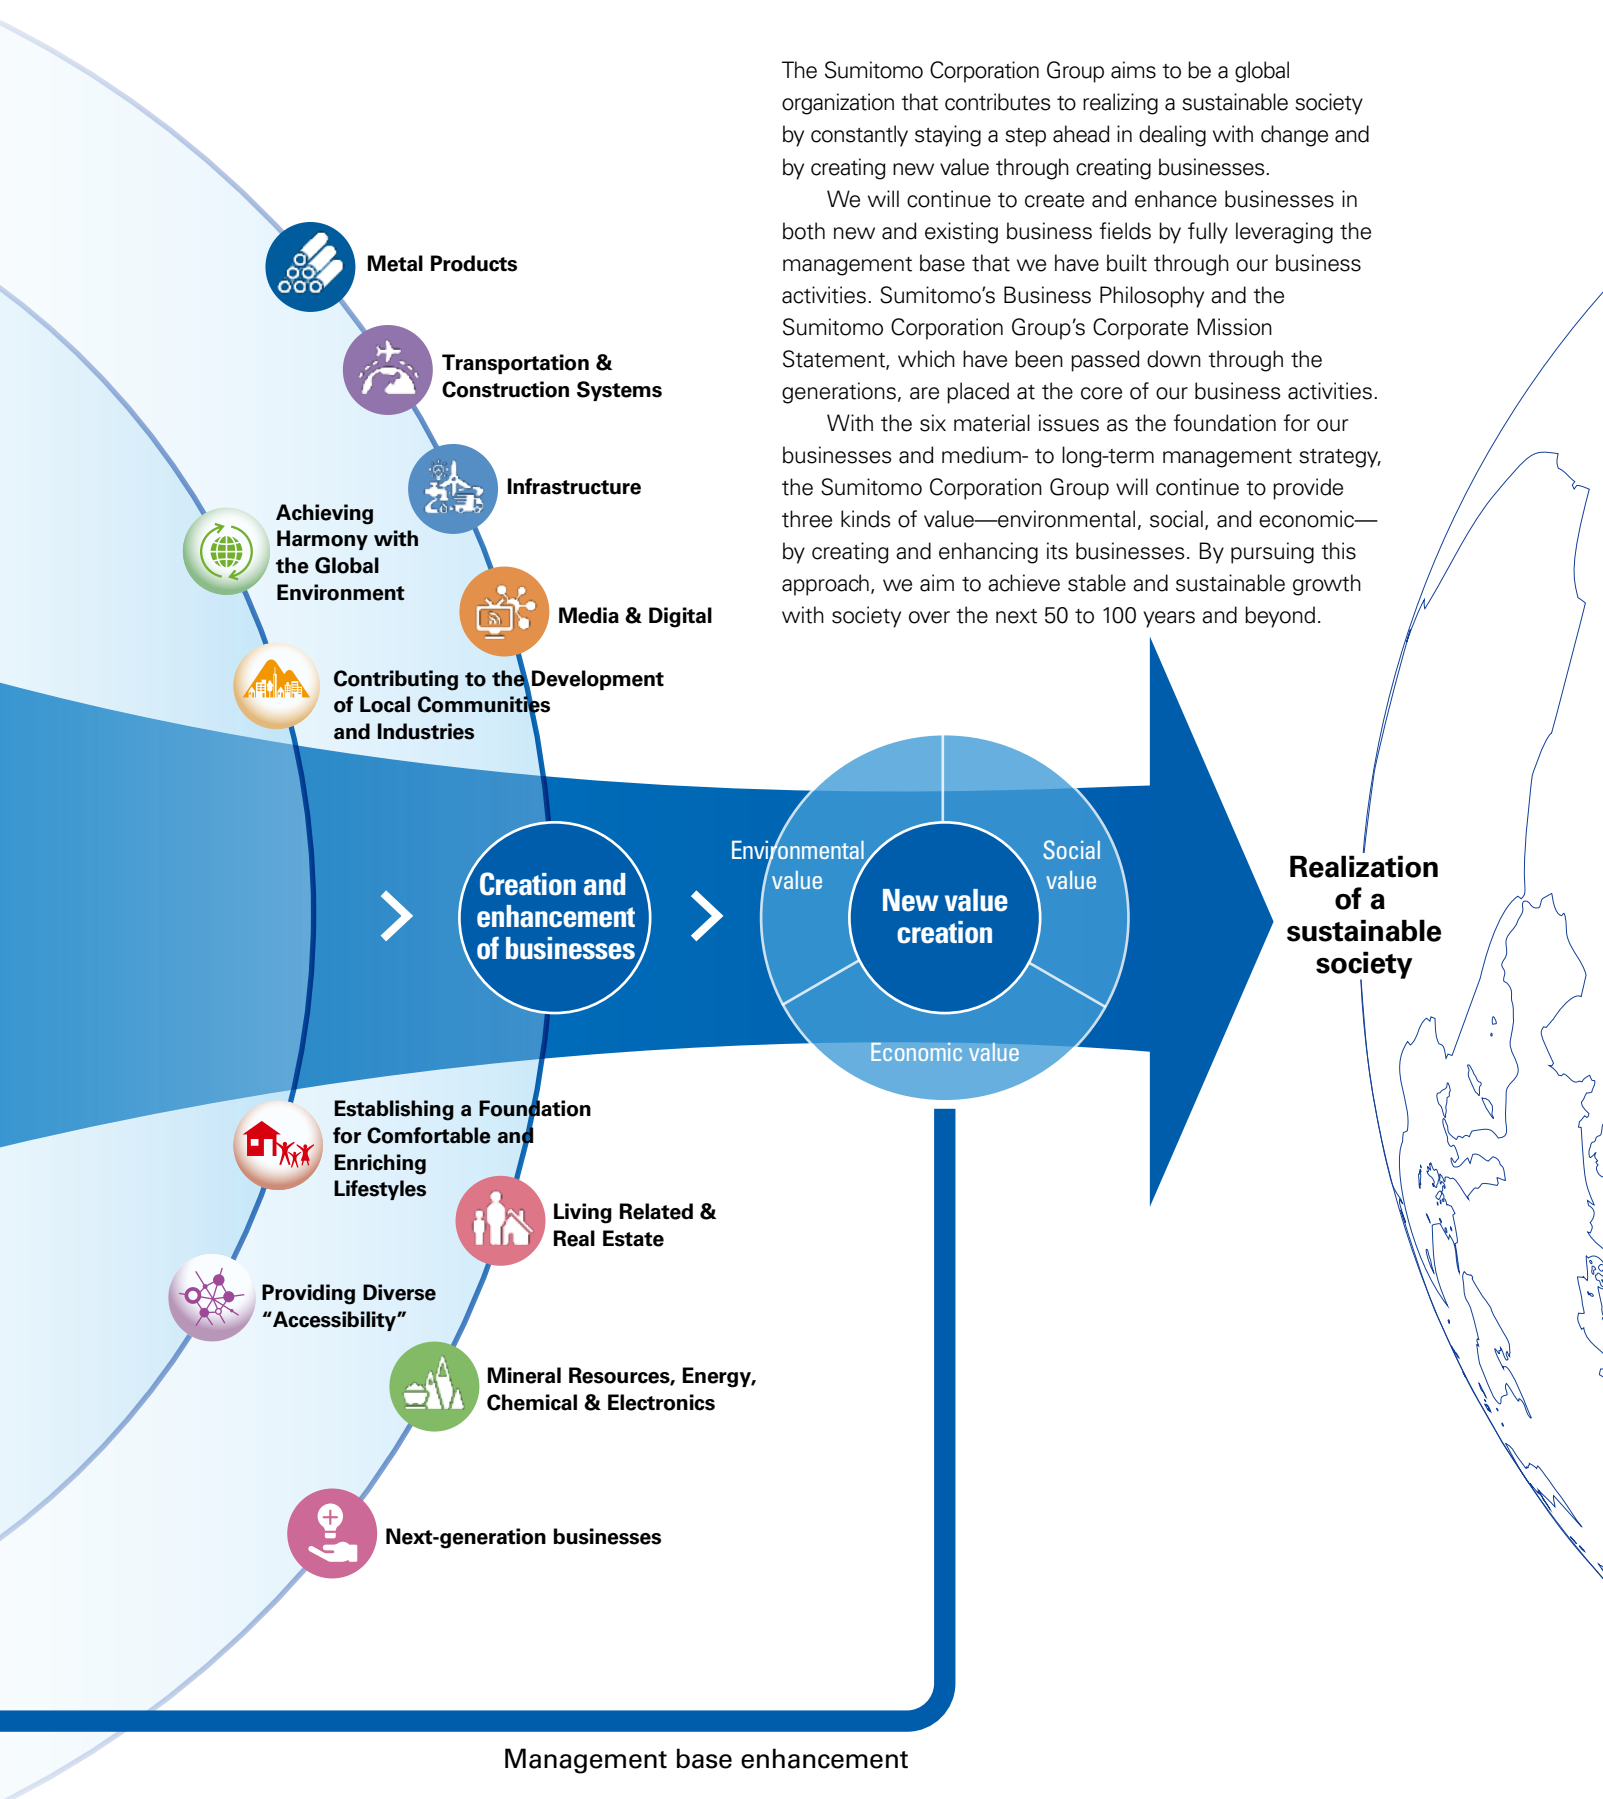 The Sumitomo Corporation Group aims to be a global
organization that contributes to realizing a sustainable society
by constantly staying a step ahead in dealing with change and
by creating new value through creating businesses.
We will continue to create and enhance businesses in
both new and existing business fields by fully leveraging the
management base that we have built through our business
activities. Sumitomo’s Business Philosophy and the
Sumitomo Corporation Group’s Corporate Mission
Statement, which have been passed down through the
generations, are placed at the core of our business activities.
With the six material issues as the foundation for our
businesses and medium- to long-term management strategy,
the Sumitomo Corporation Group will continue to provide
three kinds of value—environmental, social, and economic—
by creating and enhancing its businesses. By pursuing this
approach, we aim to achieve stable and sustainable growth
with society over the next 50 to 100 years and beyond.
Metal Products
Transportation &
Construction Systems
Infrastructure
Achieving
Harmony with
the Global
Environment
Media & Digital
Contributing to the Development
of Local Communities
and Industries
Creation and
enhancement
of businesses
Environmental
value
New value
creation
Social
value
Economic value
Realization
of a
sustainable
society
Establishing a Foundation
for Comfortable and
Enriching
Lifestyles
Living Related &
Real Estate
Providing Diverse
“Accessibility”
Mineral Resources, Energy,
Chemical & Electronics
Next-generation businesses
Management base enhancement